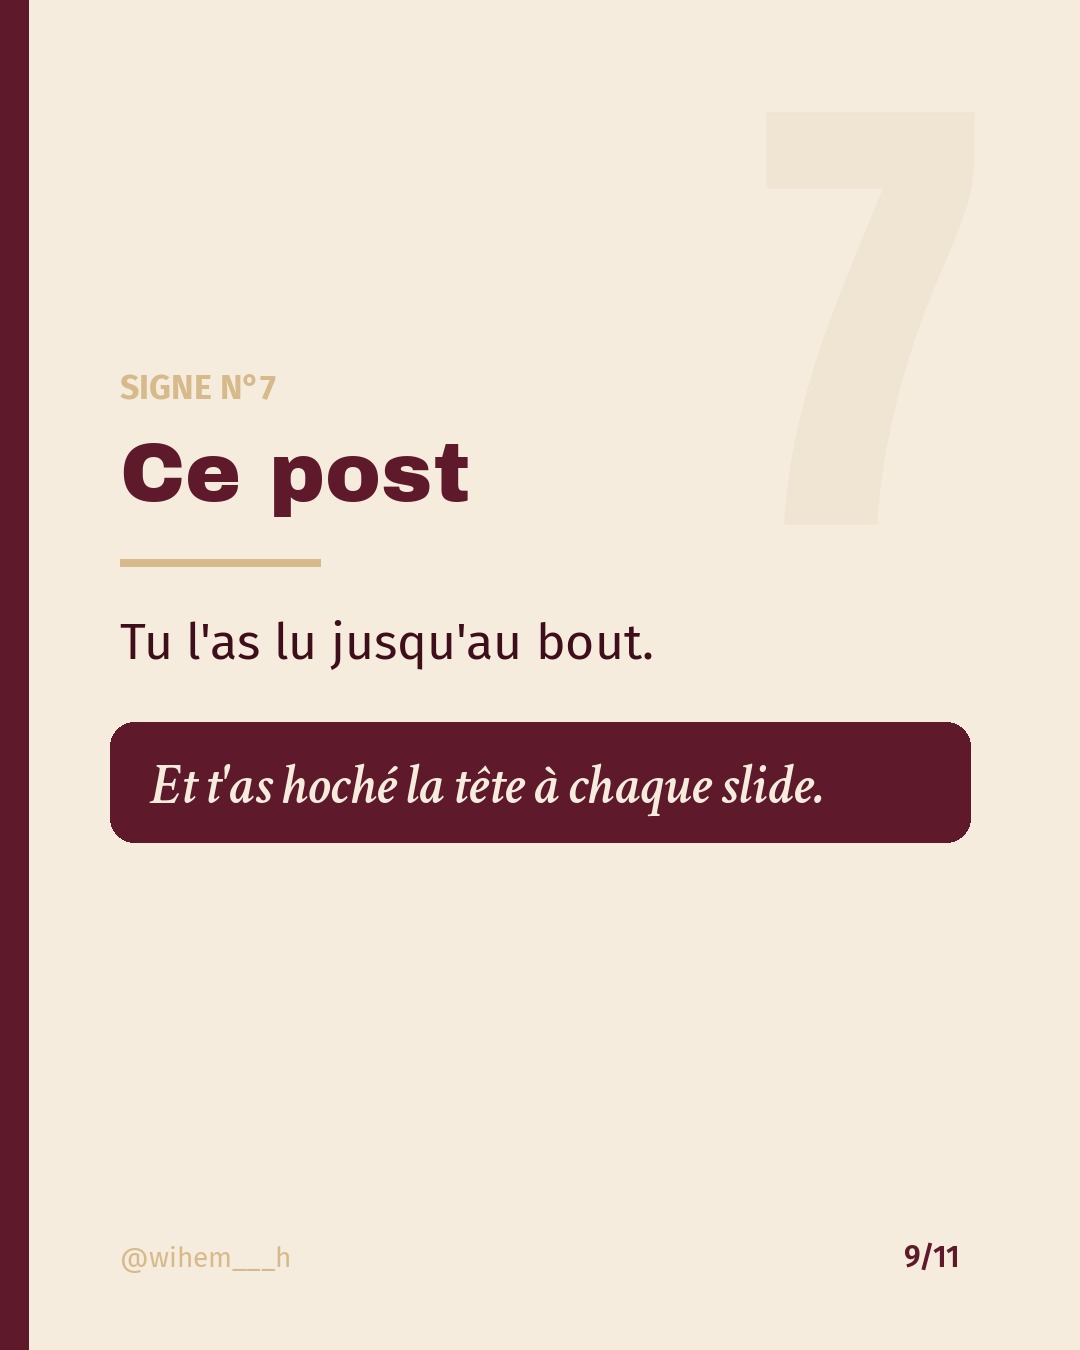 7
SIGNE N°7
Ce post
Tu l'as lu jusqu'au bout.
Et t'as hoché la tête à chaque slide.
@wihem___h
9/11